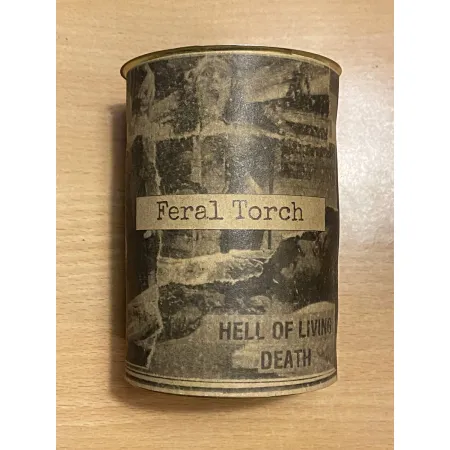 Feral Torch
HELL OF LIVING
DEATH